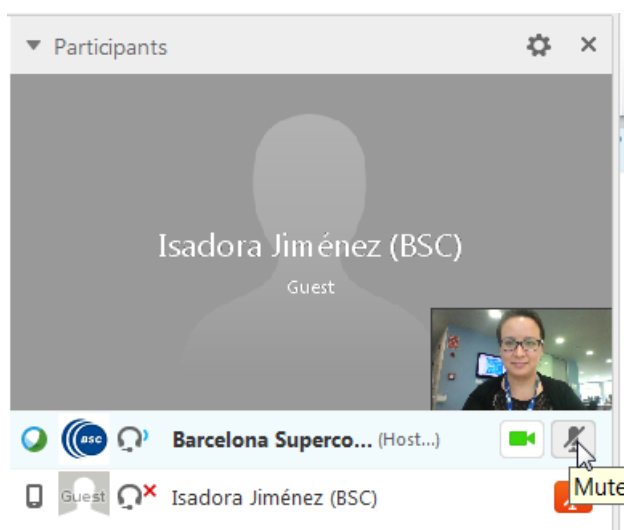 Participants
Isadora Jiménez (BSC)
Guest
BSC
Barcelona Superco... (Host...)
Mute
Guest
Isadora Jiménez (BSC)